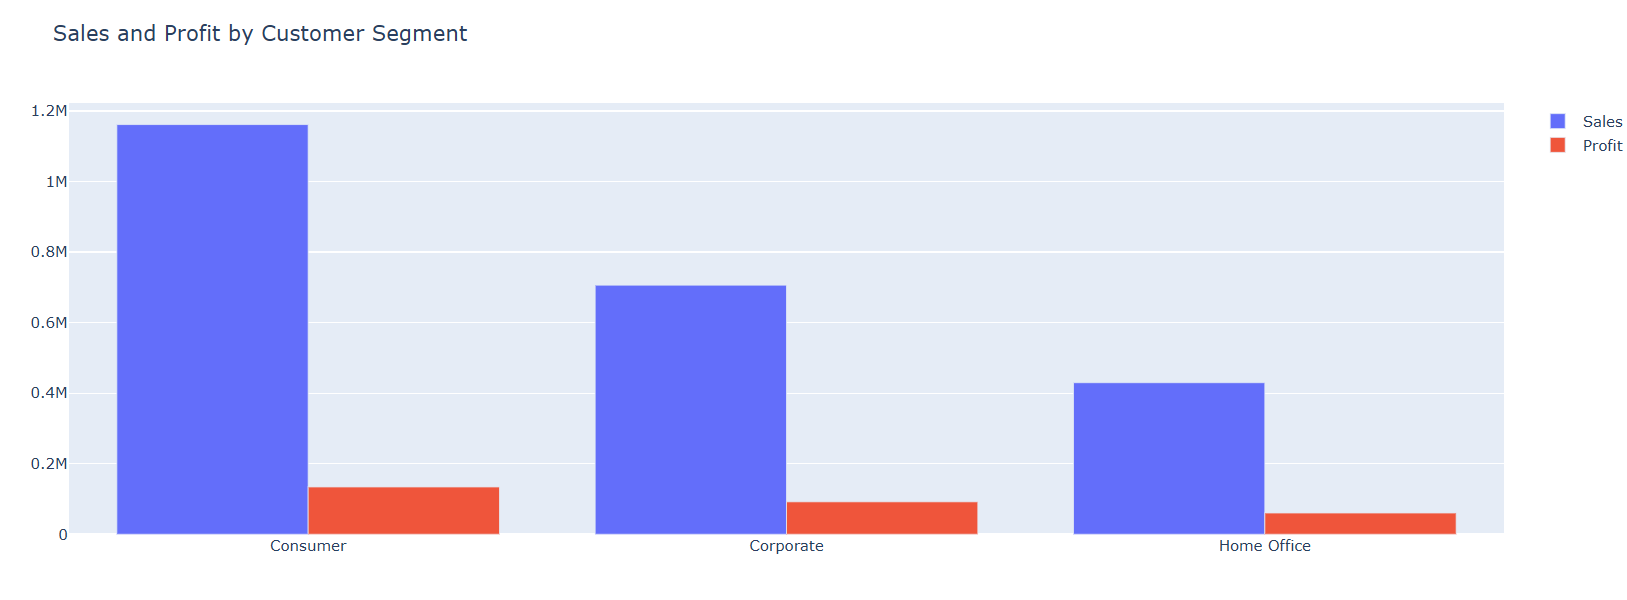 Sales and Profit by Customer Segment
1.2M
1M
0.8M
0.6M
0.4M
0.2M
0
Consumer
Corporate
Home Office
Sales
Profit